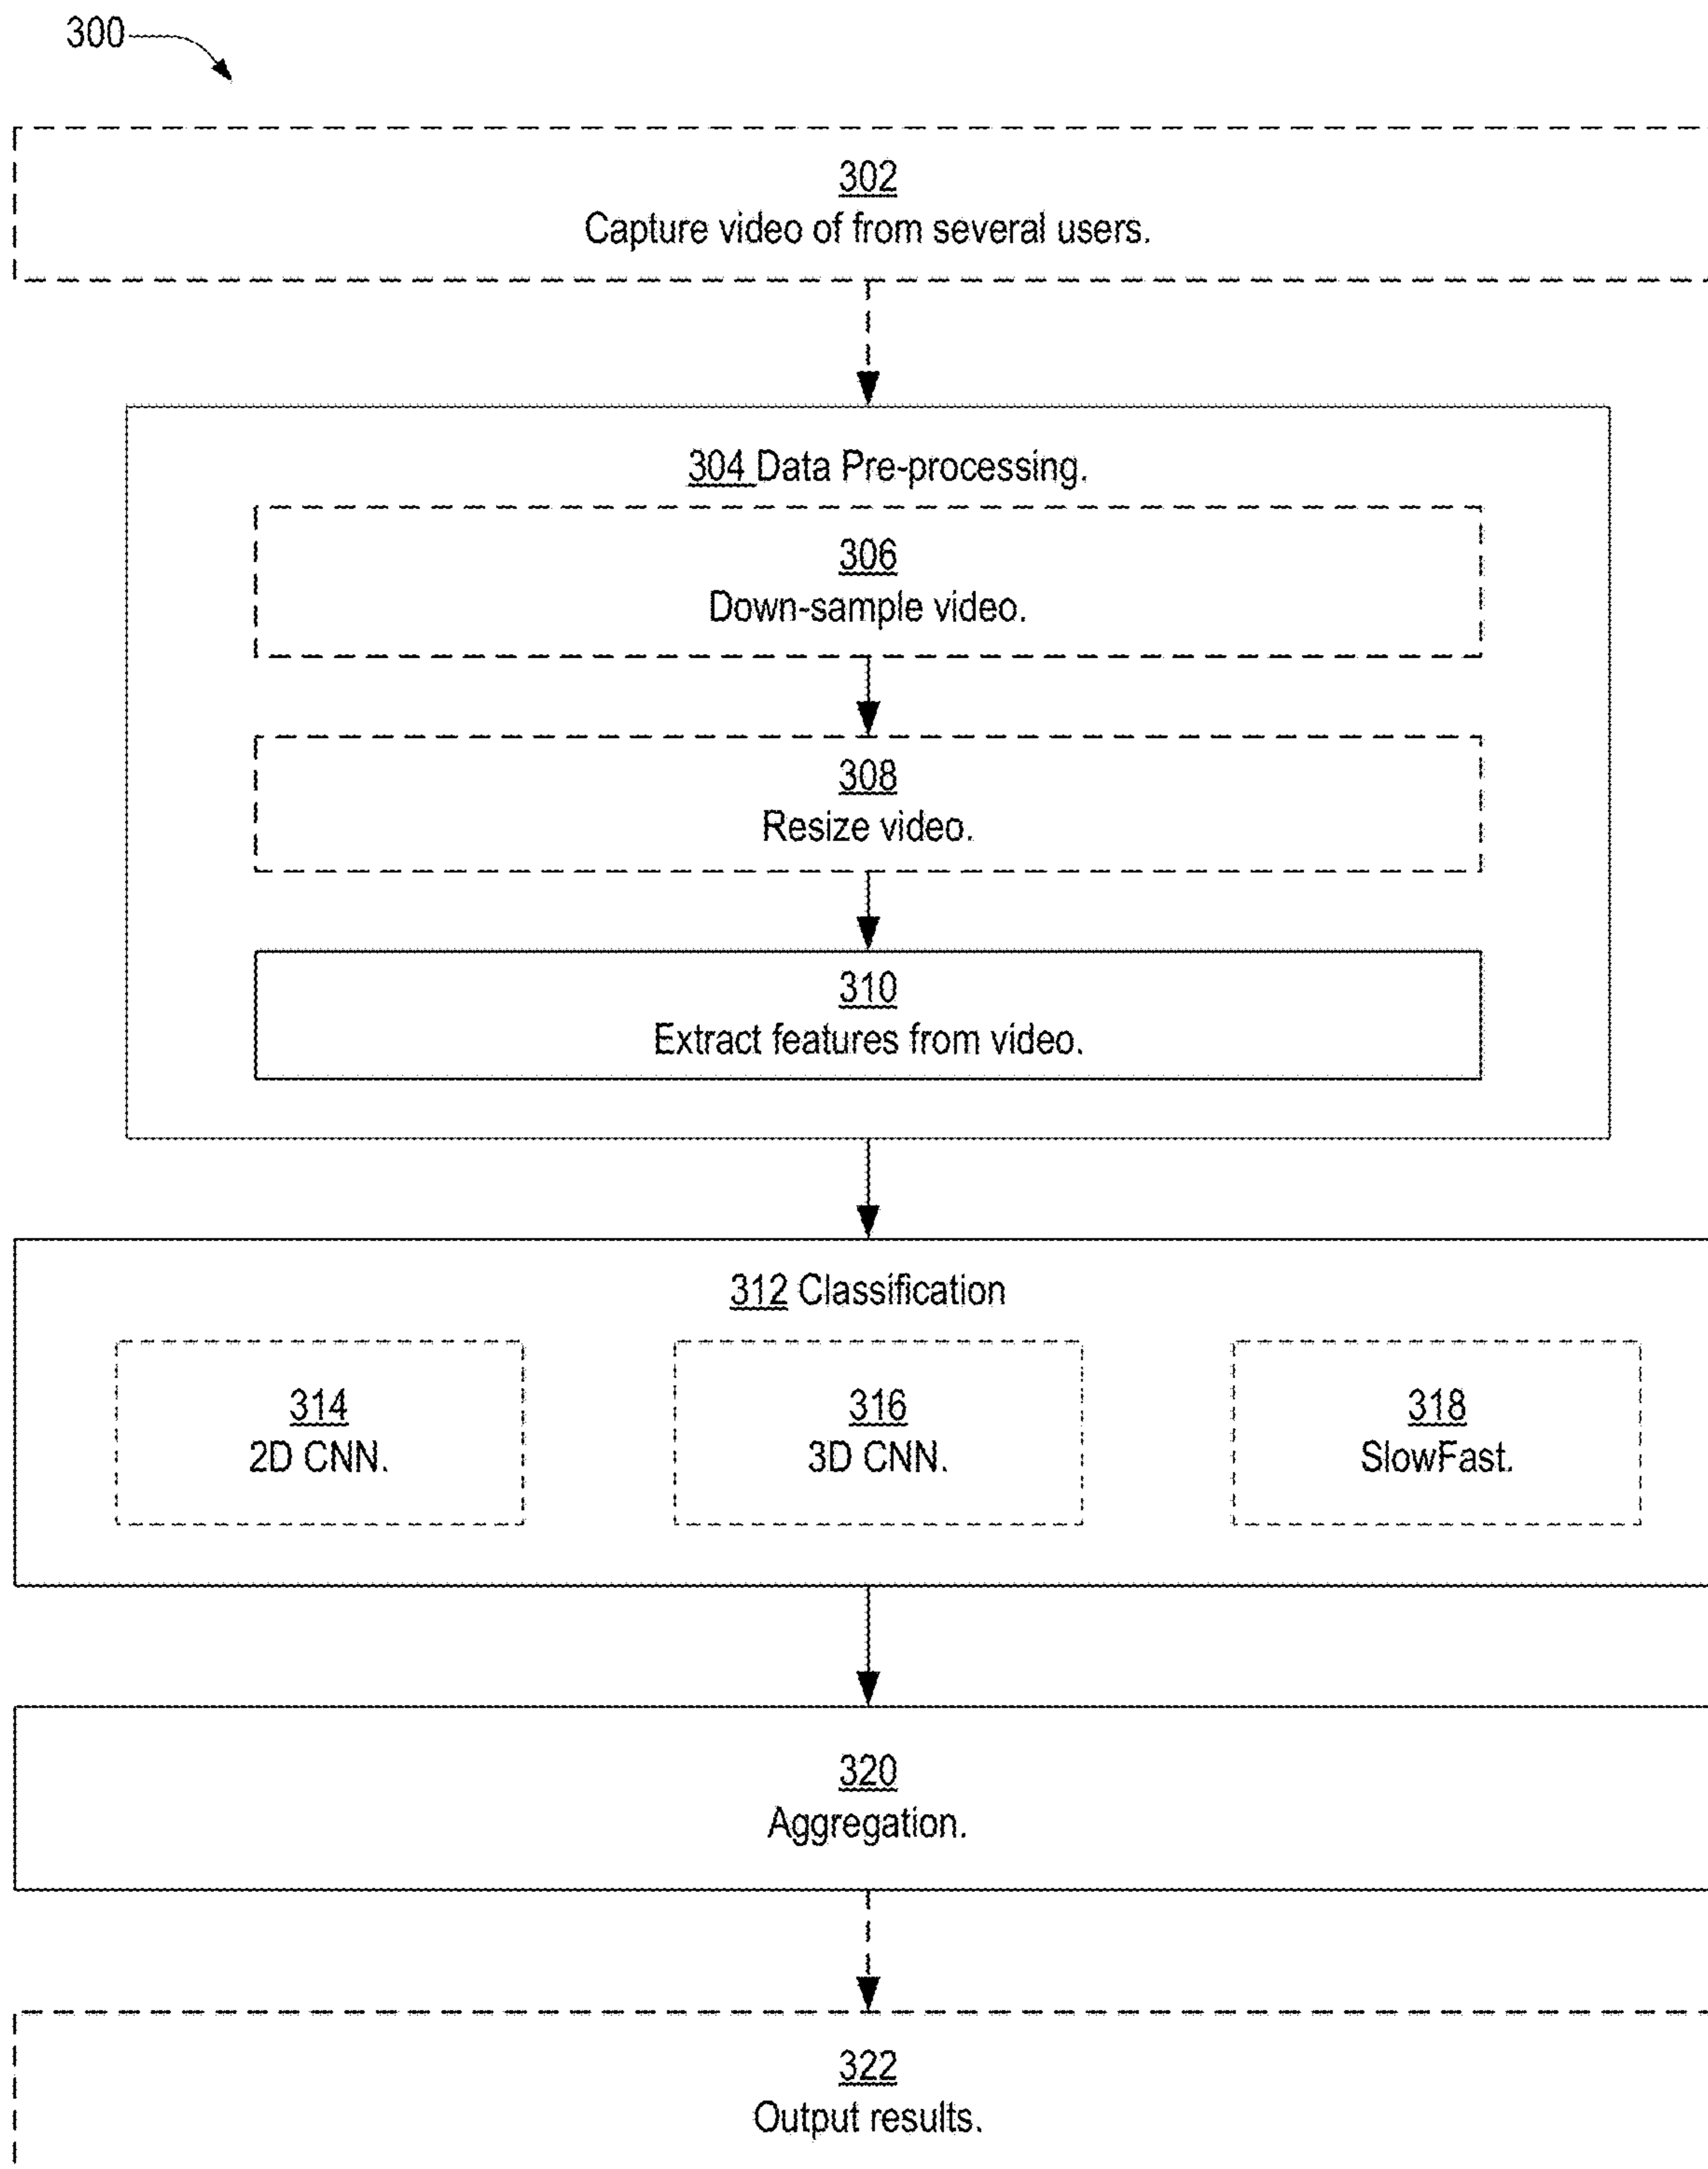 300
302
Capture video of from several users.
304 Data Pre-processing.
306
Down-sample video.
308
Resize video.
310
Extract features from video.
312 Classification
314
2D CNN.
316
3D CNN.
318
SlowFast.
320
Aggregation.
322
Output results.